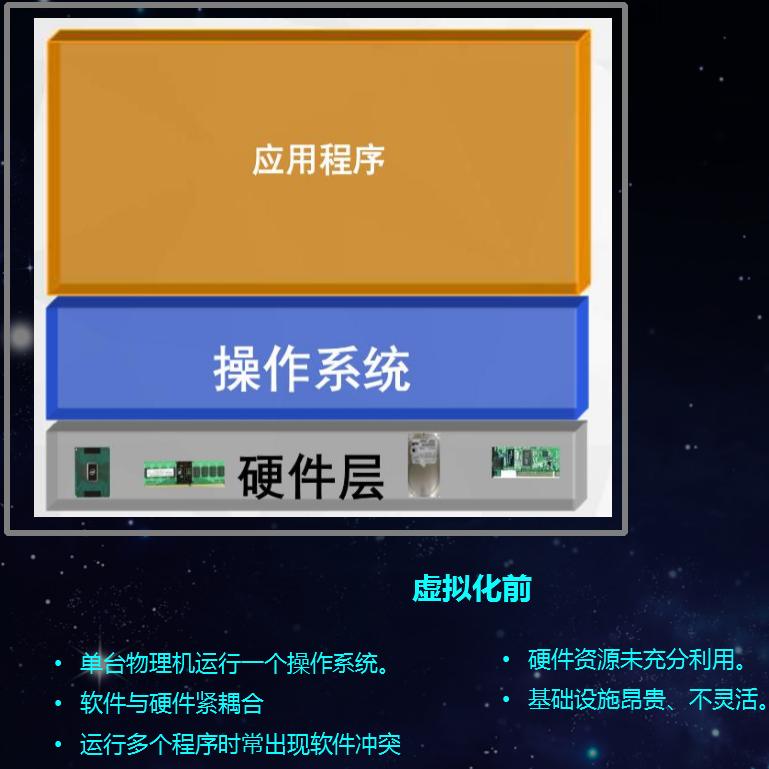 应用程序
操作系统
硬件层
虚拟化前
• 单台物理机运行一个操作系统。
• 软件与硬件紧耦合
• 运行多个程序时常出现软件冲突
• 硬件资源未充分利用。
• 基础设施昂贵、不灵活。